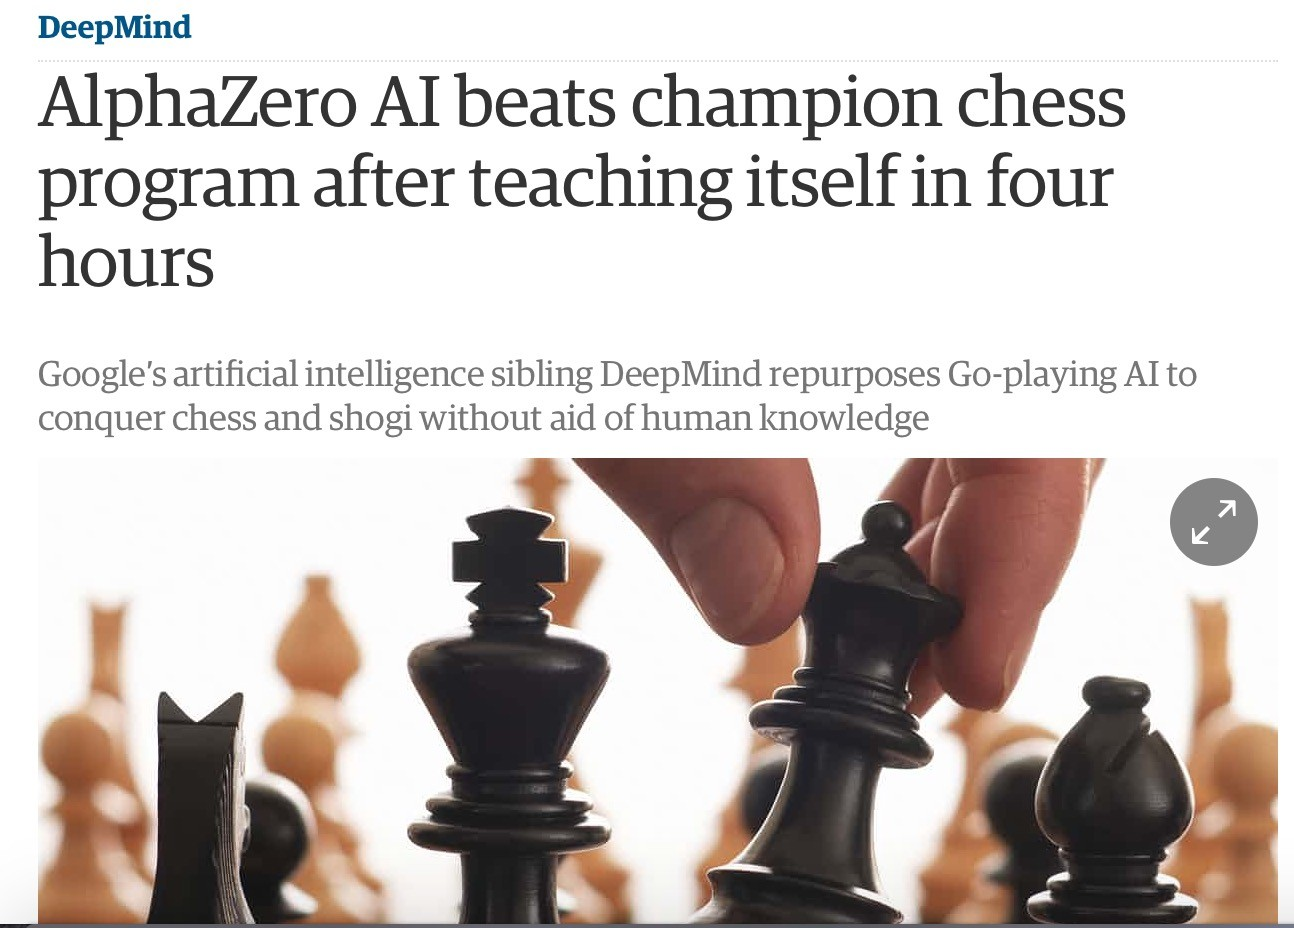 DeepMind
AlphaZero AI beats champion chess
program after teaching itself in four
hours
Google’s artificial intelligence sibling DeepMind repurposes Go-playing AI to
conquer chess and shogi without aid of human knowledge